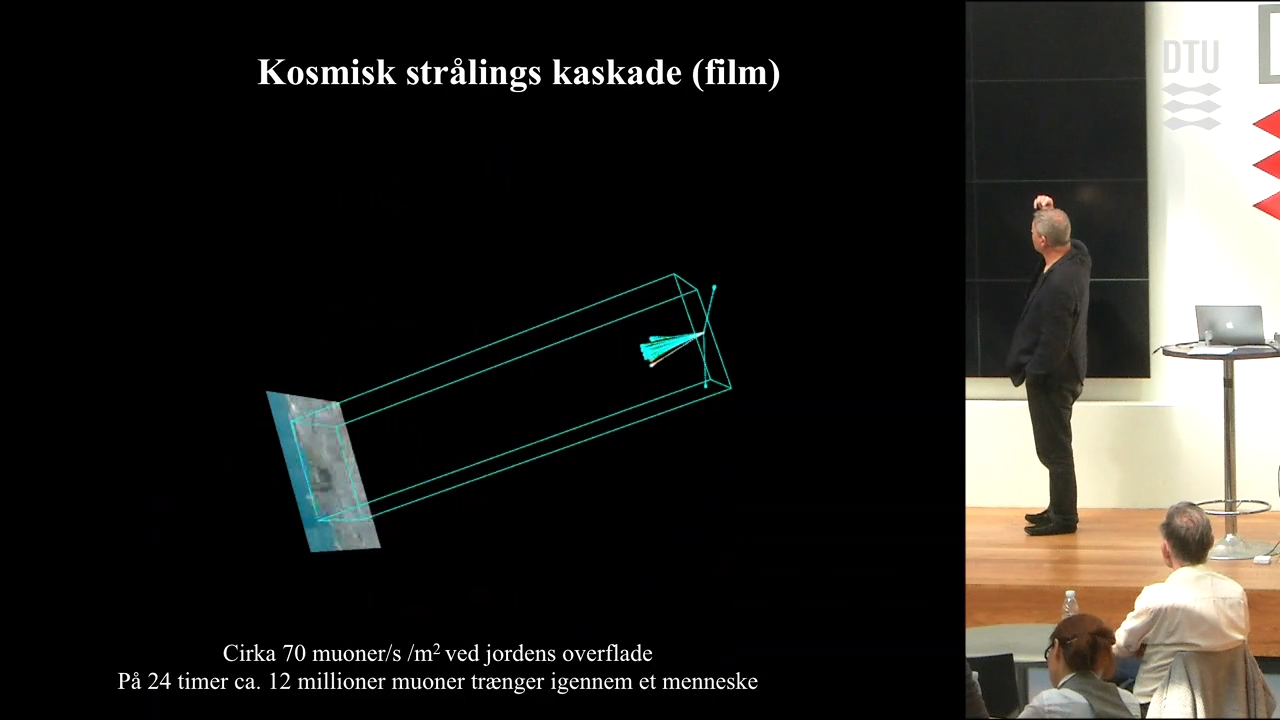 Kosmisk strålings kaskade (film)
DTU
Cirka 70 muoner/s /m² ved jordens overflade
På 24 timer ca. 12 millioner muoner trænger igennem et menneske